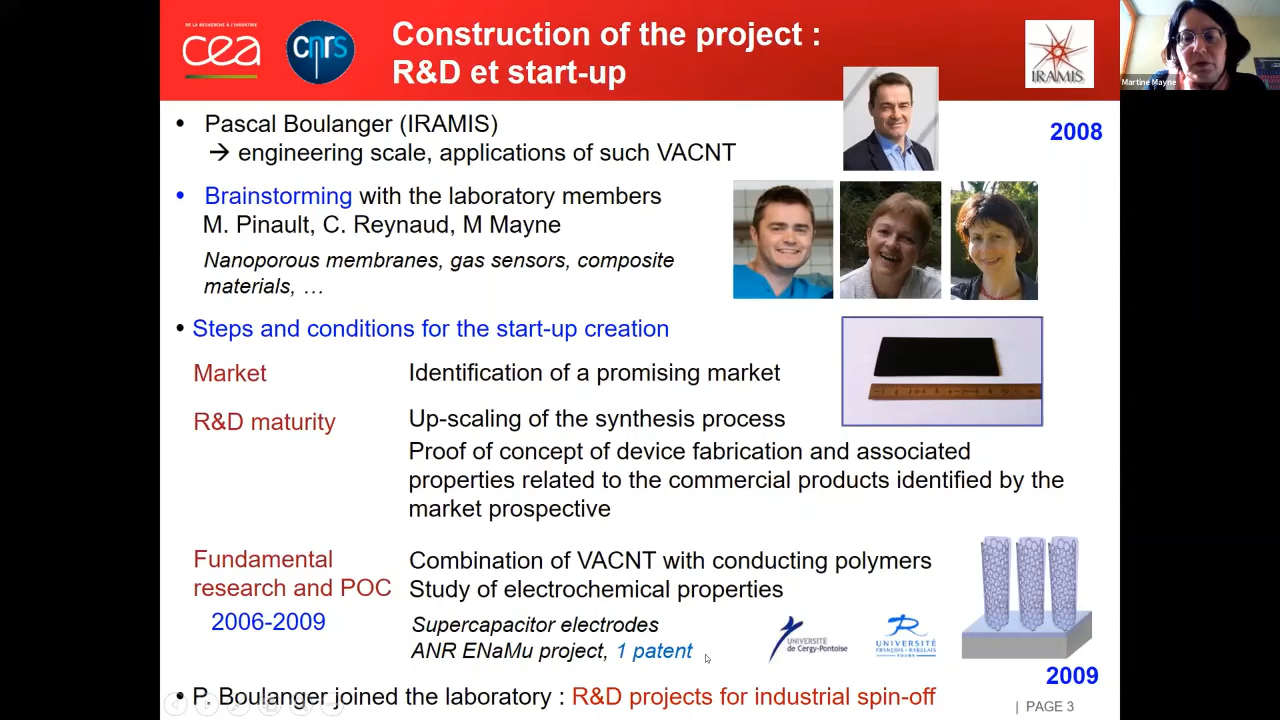 DE LA RECHERCHE À L'INDUSTRIE
cea
cnrs
Construction of the project :
R&D et start-up
IRAMIS
Martine Mayne
• Pascal Boulanger (IRAMIS)
→ engineering scale, applications of such VACNT
2008
• Brainstorming with the laboratory members
M. Pinault, C. Reynaud, M Mayne
Nanoporous membranes, gas sensors, composite
materials, …
• Steps and conditions for the start-up creation
Market Identification of a promising market
R&D maturity Up-scaling of the synthesis process
Proof of concept of device fabrication and associated
properties related to the commercial products identified by the
market prospective
Fundamental Combination of VACNT with conducting polymers
research and POC Study of electrochemical properties
2006-2009 Supercapacitor electrodes
ANR ENaMu project, 1 patent
UNIVERSITÉ
de Cergy-Pontoise
UNIVERSITÉ
FRANÇOIS-RABELAIS
TOURS
2009
• P. Boulanger joined the laboratory : R&D projects for industrial spin-off
| PAGE 3